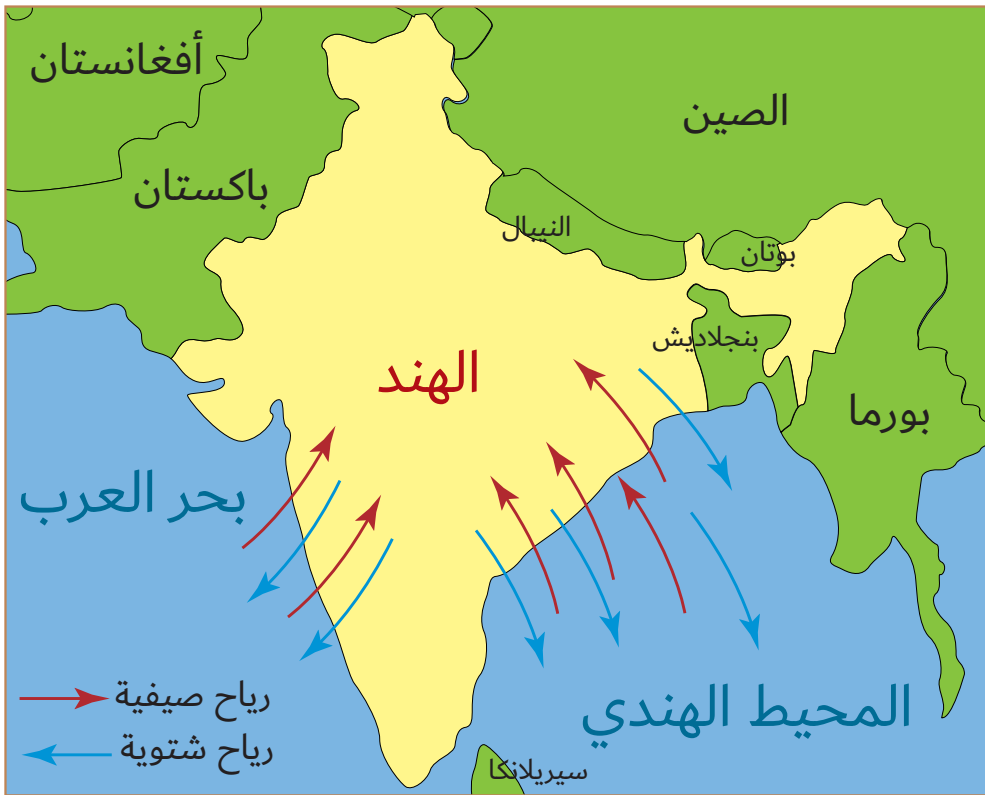 أفغانستان
الصين
باكستان
النيبال
بوتان
بنجلاديش
الهند
بورما
بحر العرب
المحيط الهندي
رياح صيفية
رياح شتوية
سيريلانكا